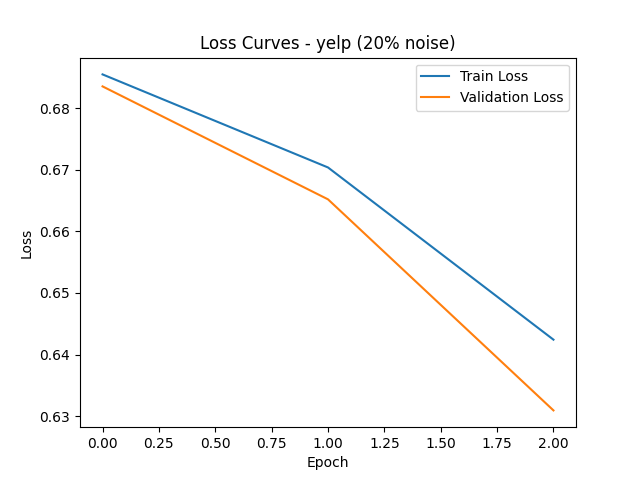 Loss Curves - yelp (20% noise)
Train Loss
Validation Loss
0.68
0.67
0.66
0.65
0.64
0.63
Loss
0.00 0.25 0.50 0.75 1.00 1.25 1.50 1.75 2.00
Epoch